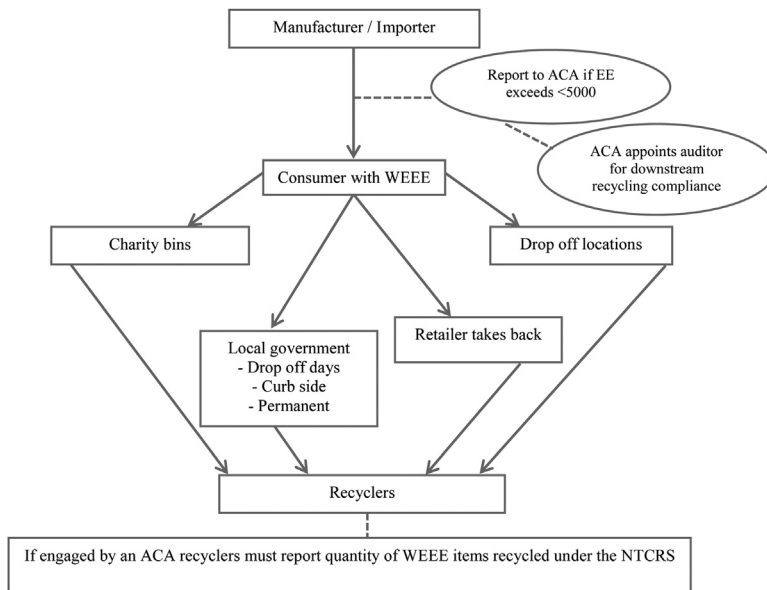 Manufacturer / Importer
Report to ACA if EE
exceeds <5000
ACA appoints auditor
for downstream
recycling compliance
Consumer with WEEE
Charity bins
Drop off locations
Local government
- Drop off days
- Curb side
- Permanent
Retailer takes back
Recyclers
If engaged by an ACA recyclers must report quantity of WEEE items recycled under the NTCRS